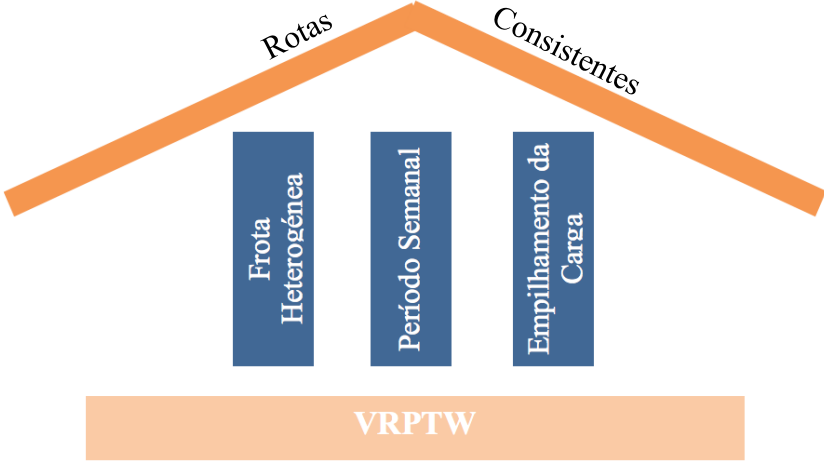 Rotas
Consistentes
Frota
Heterogénea
Período Semanal
Empilhamento da
Carga
VRPTW